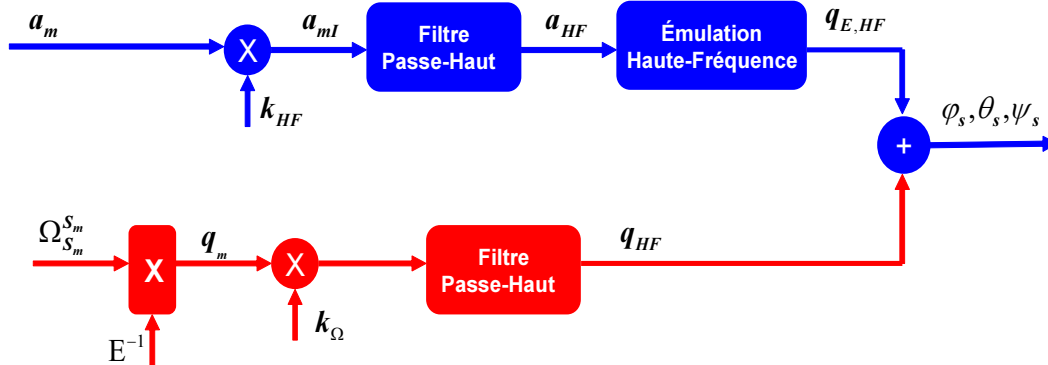 a_m
X
k_HF
a_mI
Filtre
Passe-Haut
a_HF
Émulation
Haute-Fréquence
q_E,HF
+
φ_s,θ_s,ψ_s
Ω_{S_m}^{S_m}
X
E⁻¹
q_m
X
k_Ω
Filtre
Passe-Haut
q_HF